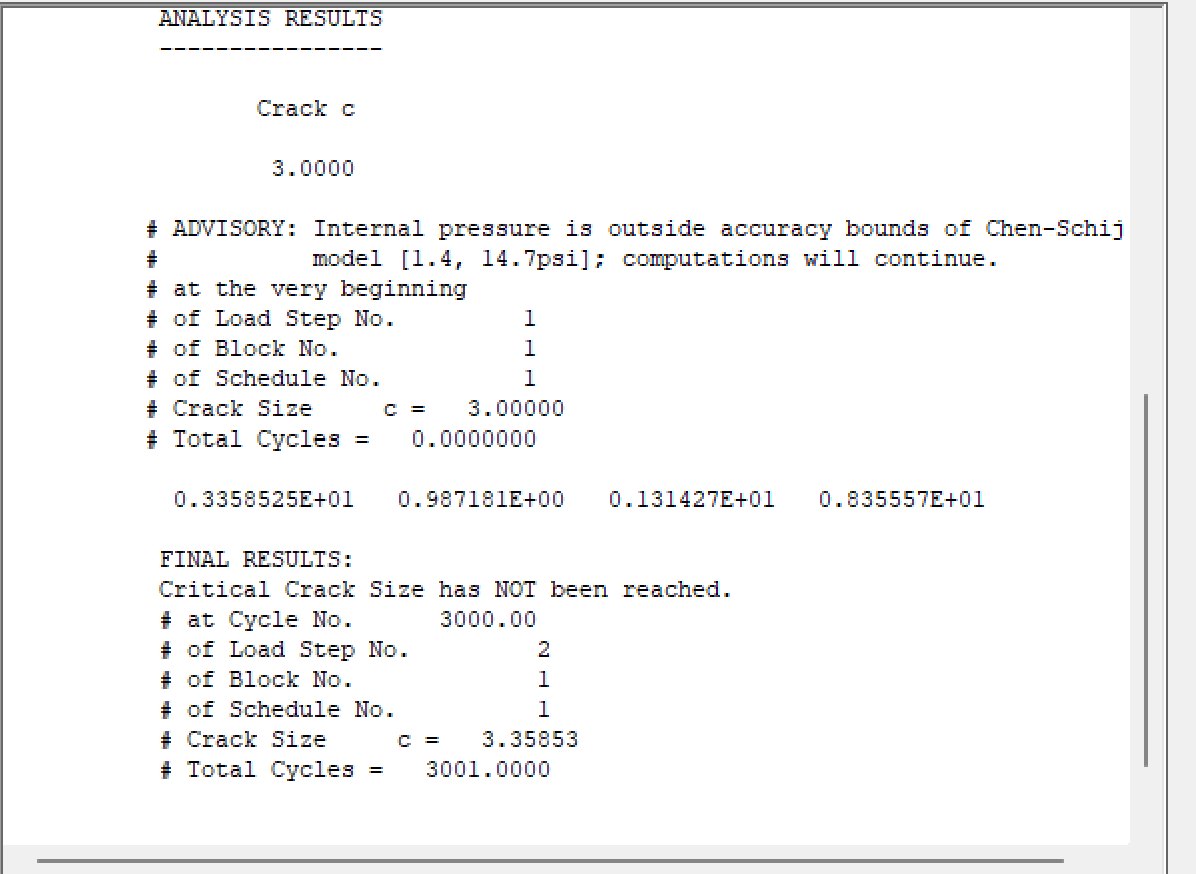 ANALYSIS RESULTS
----------------
Crack c
3.0000
# ADVISORY: Internal pressure is outside accuracy bounds of Chen-Schij
# model [1.4, 14.7psi]; computations will continue.
# at the very beginning
# of Load Step No. 1
# of Block No. 1
# of Schedule No. 1
# Crack Size c = 3.00000
# Total Cycles = 0.0000000
0.3358525E+01 0.987181E+00 0.131427E+01 0.835557E+01
FINAL RESULTS:
Critical Crack Size has NOT been reached.
# at Cycle No. 3000.00
# of Load Step No. 2
# of Block No. 1
# of Schedule No. 1
# Crack Size c = 3.35853
# Total Cycles = 3001.0000